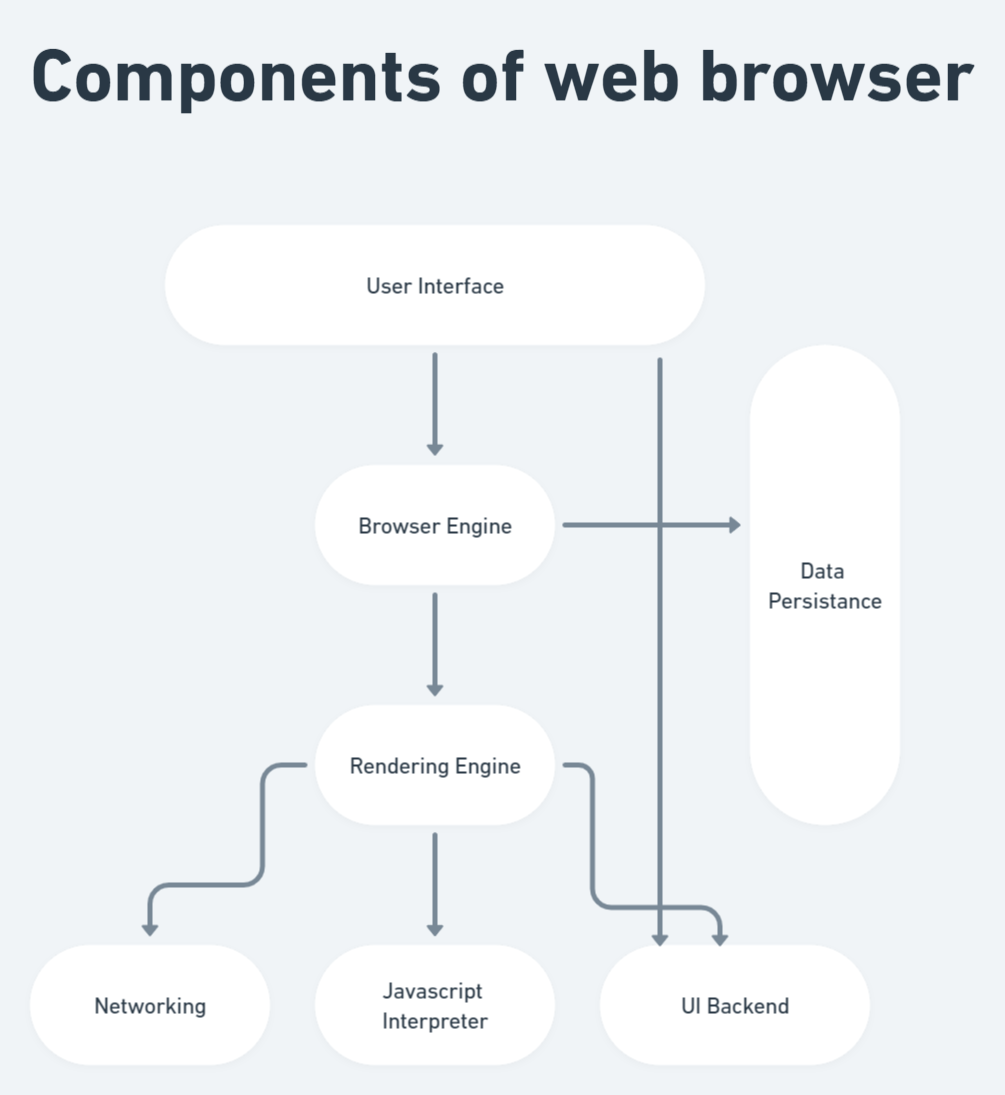 Components of web browser
User Interface
Browser Engine
Data
Persistance
Rendering Engine
Networking
Javascript
Interpreter
UI Backend